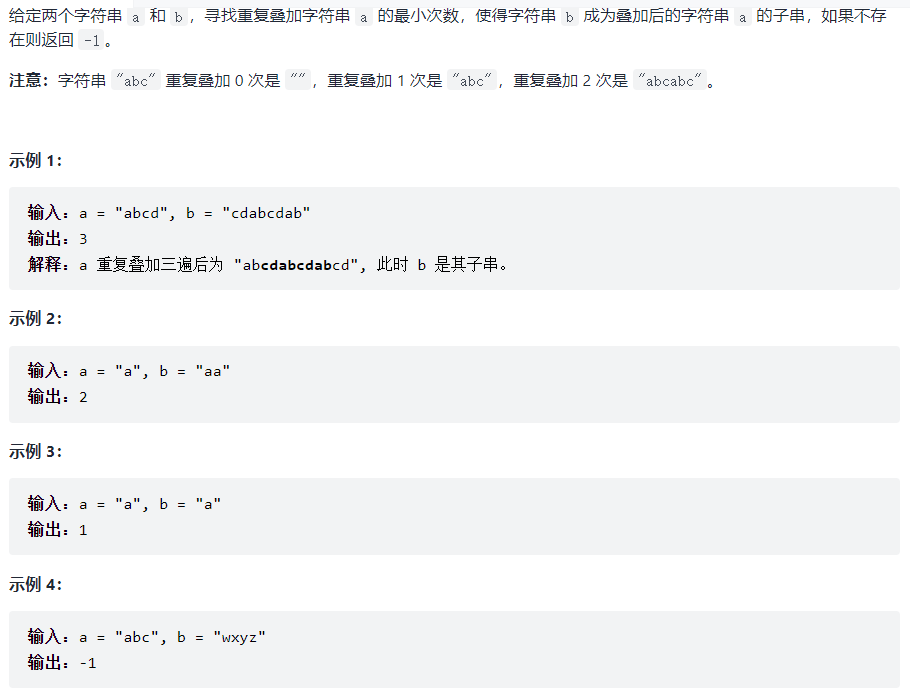 给定两个字符串 a 和 b ，寻找重复叠加字符串 a 的最小次数，使得字符串 b 成为叠加后的字符串 a 的子串，如果不存
在则返回 -1。
注意：字符串 "abc" 重复叠加 0 次是 ""，重复叠加 1 次是 "abc"，重复叠加 2 次是 "abcabc"。
示例 1：
输入：a = "abcd", b = "cdabcdab"
输出：3
解释：a 重复叠加三遍后为 "abcdabcdabcd", 此时 b 是其子串。
示例 2：
输入：a = "a", b = "aa"
输出：2
示例 3：
输入：a = "a", b = "a"
输出：1
示例 4：
输入：a = "abc", b = "wxyz"
输出：-1